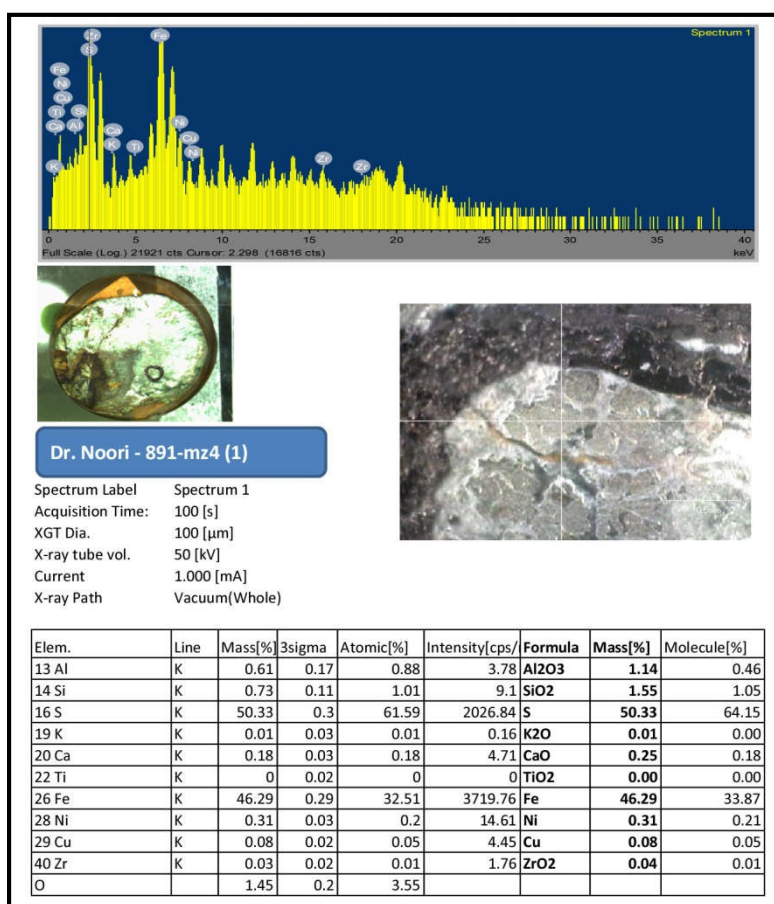 Spectrum 1
Zr
S
Fe
Fe
Ni
Cu
Ti
Si
Ca
Al
K
Ca
K
Ti
Ni
Cu
Ni
Zr
Zr
0 5 10 15 20 25 30 35 40
Full Scale (Log.) 21921 cts Cursor: 2.298 (16816 cts) keV
Dr. Noori - 891-mz4 (1)
Spectrum Label Spectrum 1
Acquisition Time: 100 [s]
XGT Dia. 100 [µm]
X-ray tube vol. 50 [kV]
Current 1.000 [mA]
X-ray Path Vacuum(Whole)
Elem. Line Mass[%] 3sigma Atomic[%] Intensity[cps/ Formula Mass[%] Molecule[%]
13 Al K 0.61 0.17 0.88 3.78 Al2O3 1.14 0.46
14 Si K 0.73 0.11 1.01 9.1 SiO2 1.55 1.05
16 S K 50.33 0.3 61.59 2026.84 S 50.33 64.15
19 K K 0.01 0.03 0.01 0.16 K2O 0.01 0.00
20 Ca K 0.18 0.03 0.18 4.71 CaO 0.25 0.18
22 Ti K 0 0.02 0 0 TiO2 0.00 0.00
26 Fe K 46.29 0.29 32.51 3719.76 Fe 46.29 33.87
28 Ni K 0.31 0.03 0.2 14.61 Ni 0.31 0.21
29 Cu K 0.08 0.02 0.05 4.45 Cu 0.08 0.05
40 Zr K 0.03 0.02 0.01 1.76 ZrO2 0.04 0.01
O 1.45 0.2 3.55